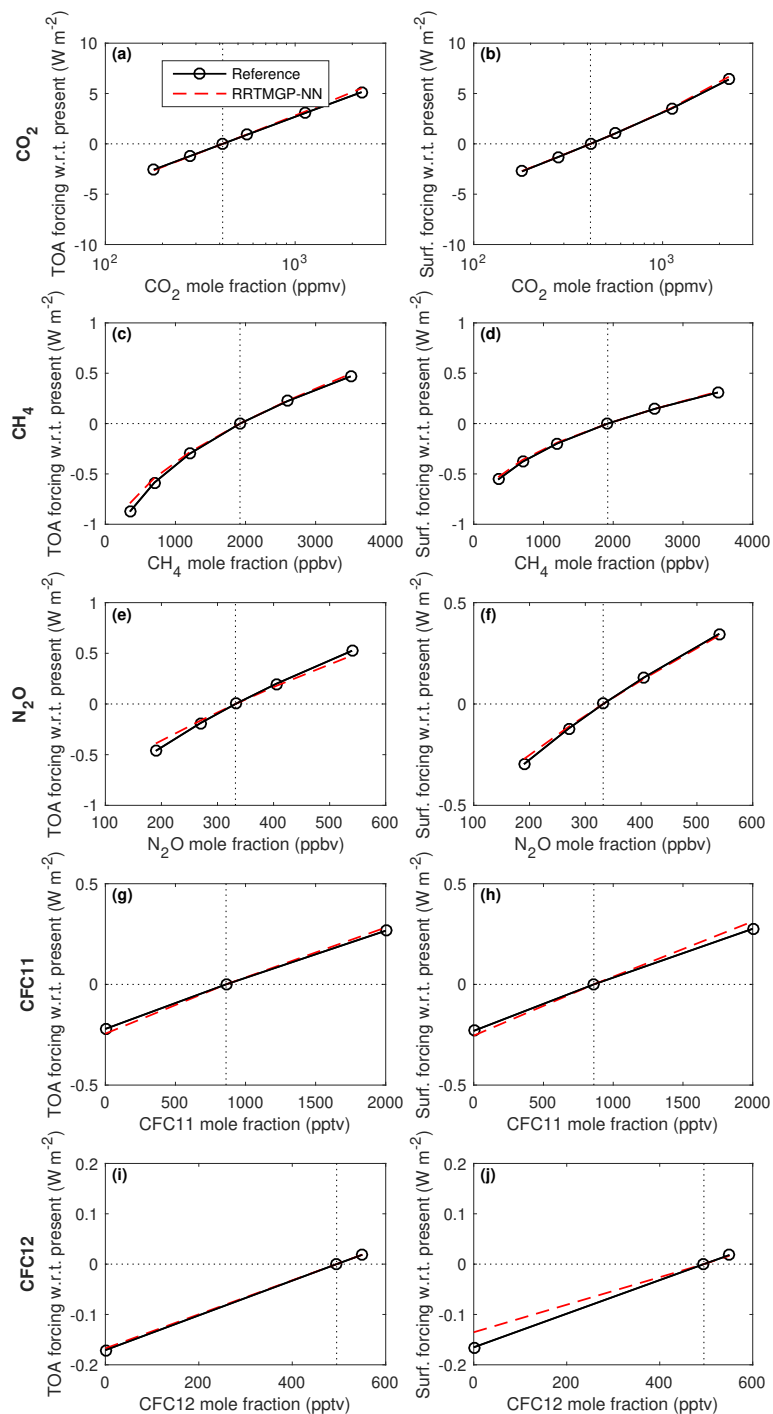 (a)
Reference
RRTMGP-NN
CO2
TOA forcing w.r.t. present (W m-2)
10
5
0
-5
-10
10^2
10^3
CO2 mole fraction (ppmv)
(b)
Surf. forcing w.r.t. present (W m-2)
10
5
0
-5
-10
10^2
10^3
CO2 mole fraction (ppmv)
(c)
CH4
TOA forcing w.r.t. present (W m-2)
1
0.5
0
-0.5
-1
0 1000 2000 3000 4000
CH4 mole fraction (ppbv)
(d)
Surf. forcing w.r.t. present (W m-2)
1
0.5
0
-0.5
-1
0 1000 2000 3000 4000
CH4 mole fraction (ppbv)
(e)
N2O
TOA forcing w.r.t. present (W m-2)
1
0.5
0
-0.5
-1
100 200 300 400 500 600
N2O mole fraction (ppbv)
(f)
Surf. forcing w.r.t. present (W m-2)
0.5
0
-0.5
100 200 300 400 500 600
N2O mole fraction (ppbv)
(g)
CFC11
TOA forcing w.r.t. present (W m-2)
0.5
0
-0.5
0 500 1000 1500 2000
CFC11 mole fraction (pptv)
(h)
Surf. forcing w.r.t. present (W m-2)
0.5
0
-0.5
0 500 1000 1500 2000
CFC11 mole fraction (pptv)
(i)
CFC12
TOA forcing w.r.t. present (W m-2)
0.2
0.1
0
-0.1
-0.2
0 200 400 600
CFC12 mole fraction (pptv)
(j)
Surf. forcing w.r.t. present (W m-2)
0.2
0.1
0
-0.1
-0.2
0 200 400 600
CFC12 mole fraction (pptv)